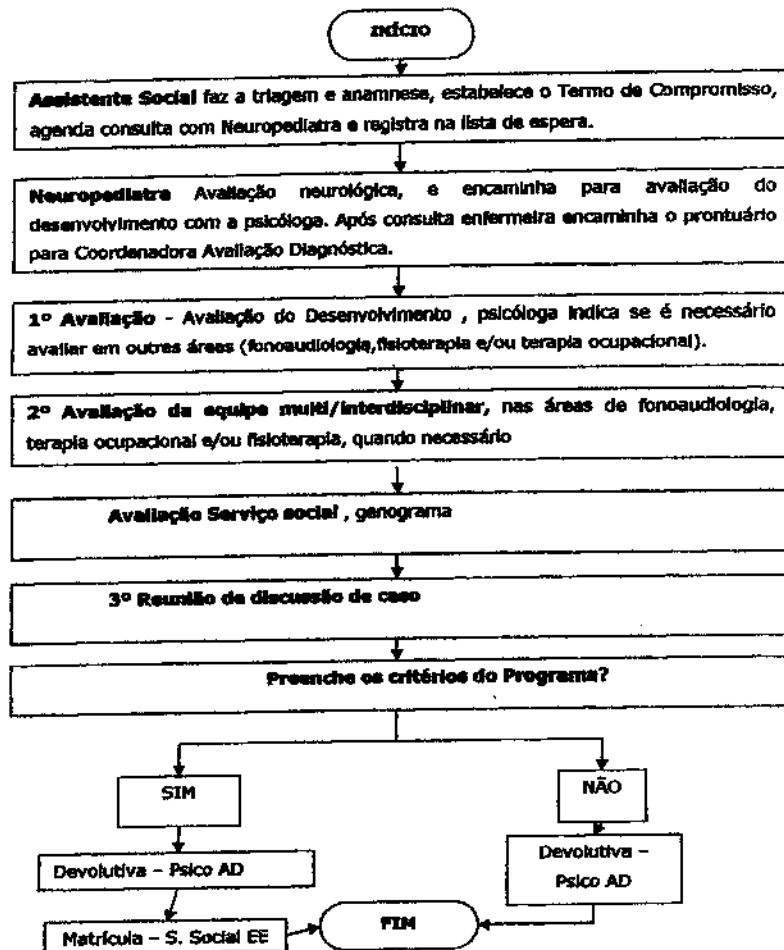 INÍCIO
Assistente Social faz a triagem e anamnese, estabelece o Termo de Compromisso,
agenda consulta com Neuropediatra e registra na lista de espera.
Neuropediatra Avaliação neurológica, e encaminha para avaliação do
desenvolvimento com a psicóloga. Após consulta enfermeira encaminha o prontuário
para Coordenadora Avaliação Diagnóstica.
1º Avaliação - Avaliação do Desenvolvimento , psicóloga indica se é necessário
avaliar em outras áreas (fonoaudiologia,fisioterapia e/ou terapia ocupacional).
2º Avaliação da equipe multi/interdisciplinar, nas áreas de fonoaudiologia,
terapia ocupacional e/ou fisioterapia, quando necessário
Avaliação Serviço social , genograma
3º Reunião de discussão de caso
Preenche os critérios do Programa?
SIM
NÃO
Devolutiva – Psico AD
Devolutiva –
Psico AD
Matrícula – S. Social EE
FIM